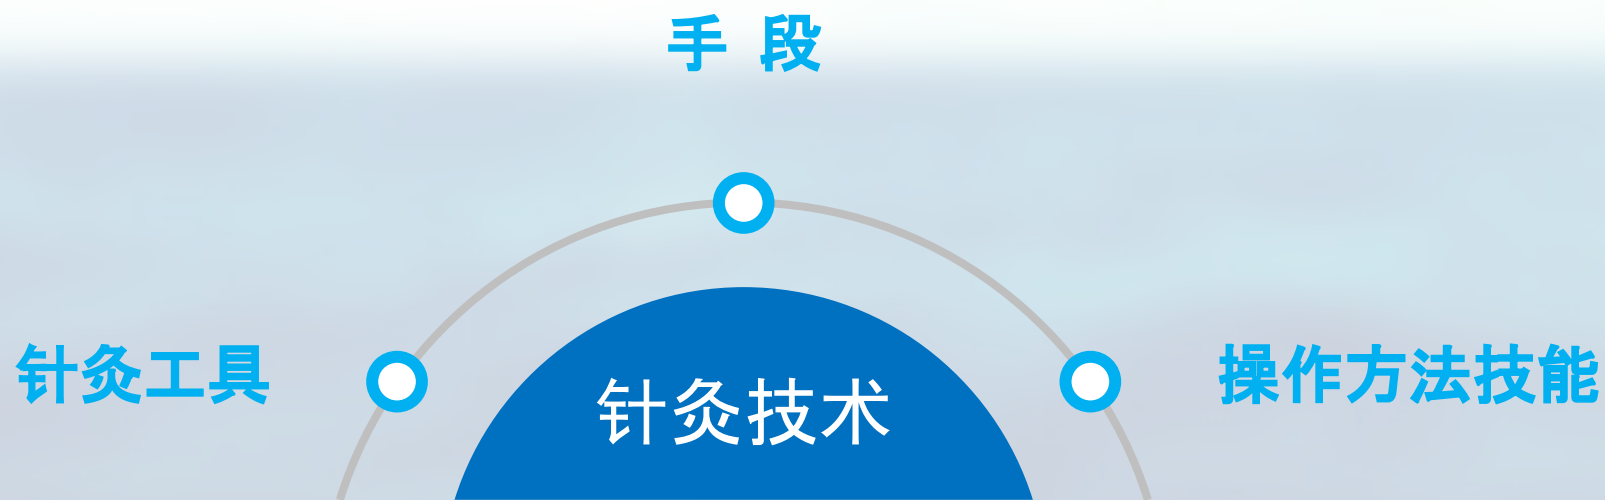 手 段
针灸工具
操作方法技能
针灸技术